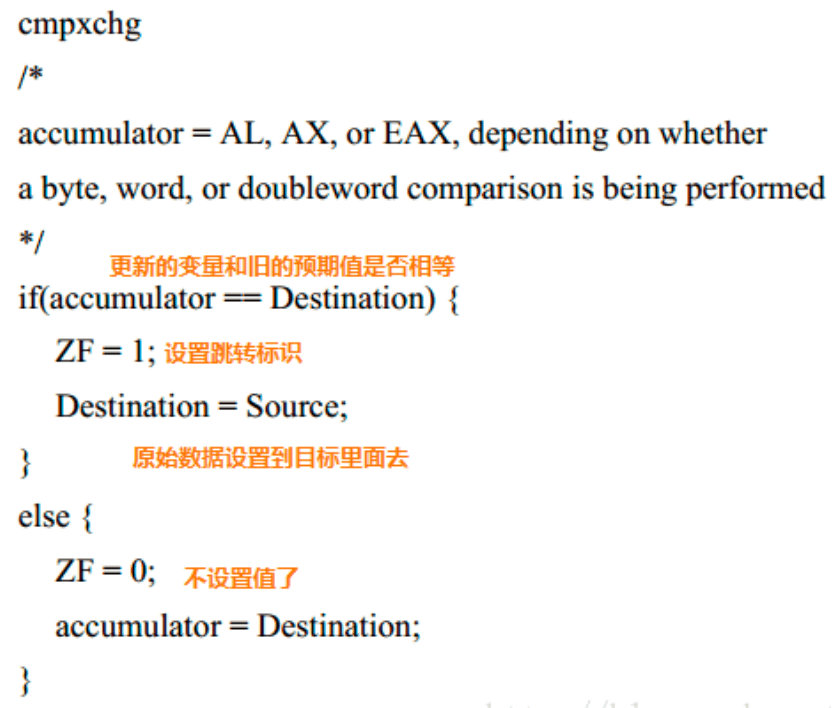 cmpxchg
/*
accumulator = AL, AX, or EAX, depending on whether
a byte, word, or doubleword comparison is being performed
*/
更新的变量和旧的预期值是否相等
if(accumulator == Destination) {
ZF = 1; 设置跳转标识
Destination = Source;
} 原始数据设置到目标里面去
else {
ZF = 0; 不设置值了
accumulator = Destination;
}